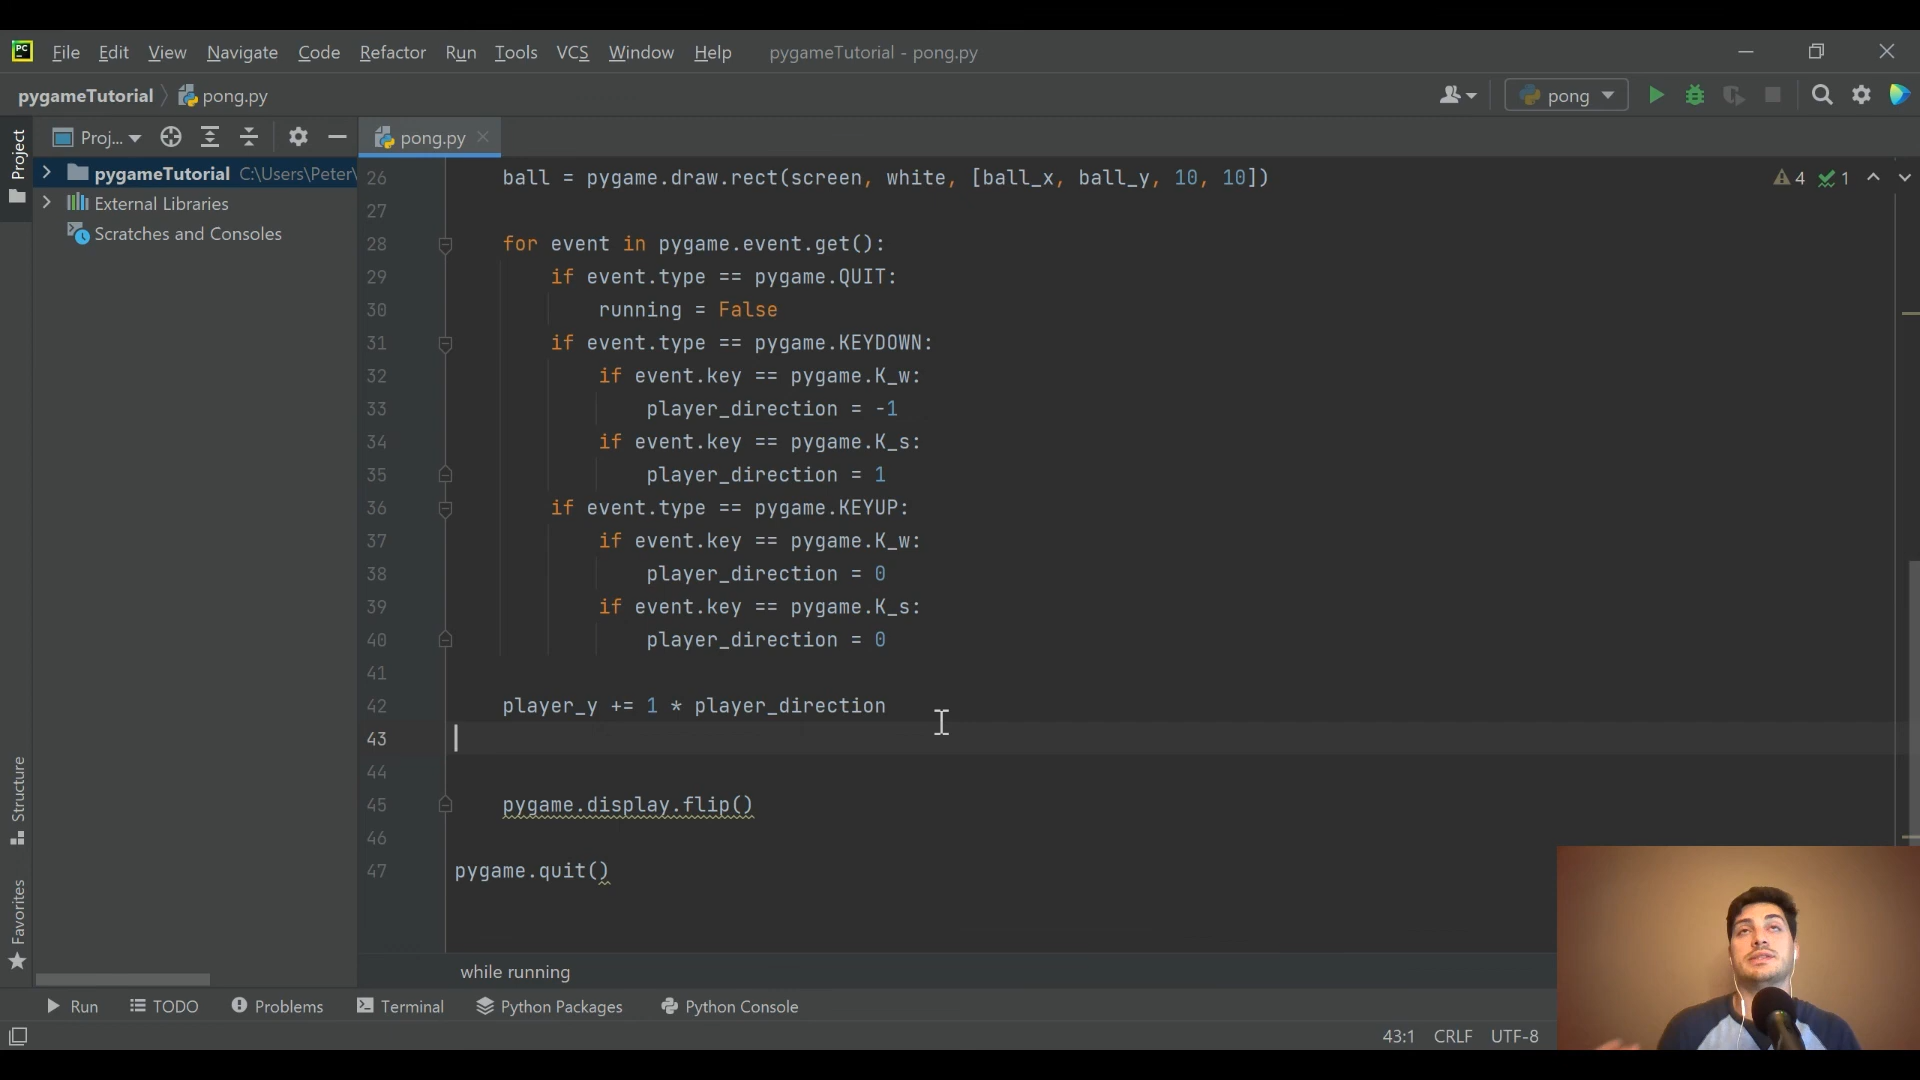 PC File Edit View Navigate Code Refactor Run Tools VCS Window Help pygameTutorial - pong.py
pygameTutorial pong.py pong
Project Proj... pong.py
pygameTutorial C:\Users\Peter\
External Libraries
Scratches and Consoles
4 1
26 ball = pygame.draw.rect(screen, white, [ball_x, ball_y, 10, 10])
27
28 for event in pygame.event.get():
29 if event.type == pygame.QUIT:
30 running = False
31 if event.type == pygame.KEYDOWN:
32 if event.key == pygame.K_w:
33 player_direction = -1
34 if event.key == pygame.K_s:
35 player_direction = 1
36 if event.type == pygame.KEYUP:
37 if event.key == pygame.K_w:
38 player_direction = 0
39 if event.key == pygame.K_s:
40 player_direction = 0
41
42 player_y += 1 * player_direction
43
44
45 pygame.display.flip()
46
47 pygame.quit()
Structure
Favorites
while running
Run TODO Problems Terminal Python Packages Python Console
43:1 CRLF UTF-8